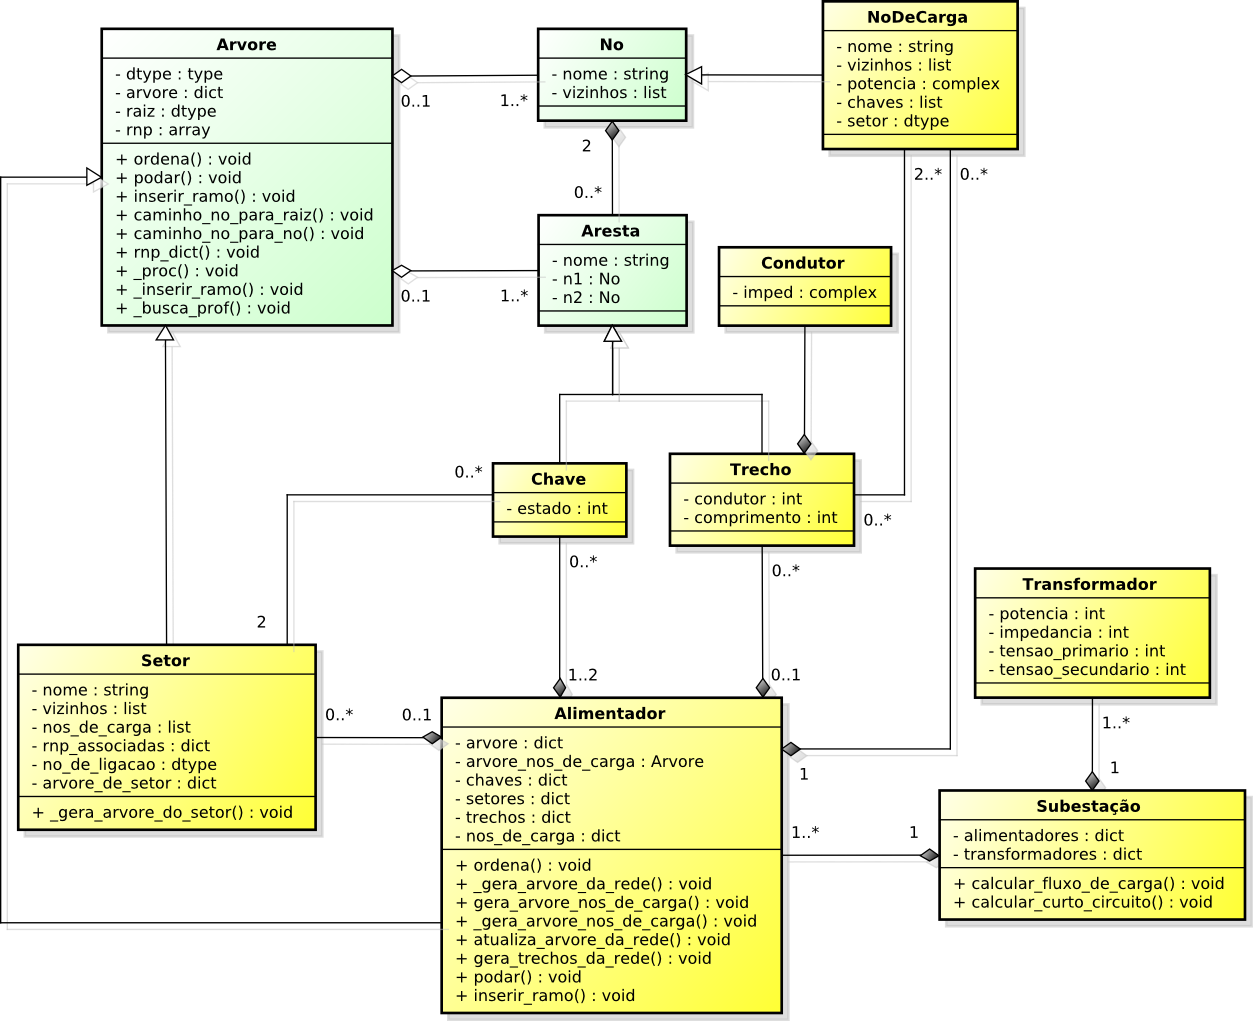 Arvore
- dtype : type
- arvore : dict
- raiz : dtype
- rnp : array
+ ordena() : void
+ podar() : void
+ inserir_ramo() : void
+ caminho_no_para_raiz() : void
+ caminho_no_para_no() : void
+ rnp_dict() : void
+ _proc() : void
+ _inserir_ramo() : void
+ _busca_prof() : void
0..1
1..*
0..1
1..*
No
- nome : string
- vizinhos : list
2
0..*
Aresta
- nome : string
- n1 : No
- n2 : No
NoDeCarga
- nome : string
- vizinhos : list
- potencia : complex
- chaves : list
- setor : dtype
2..*
0..*
Condutor
- imped : complex
0..*
Chave
- estado : int
0..*
Trecho
- condutor : int
- comprimento : int
0..*
0..*
Transformador
- potencia : int
- impedancia : int
- tensao_primario : int
- tensao_secundario : int
1..*
1
2
Setor
- nome : string
- vizinhos : list
- nos_de_carga : list
- rnp_associadas : dict
- no_de_ligacao : dtype
- arvore_de_setor : dict
+ _gera_arvore_do_setor() : void
0..*
0..1
1..2
0..1
Alimentador
- arvore : dict
- arvore_nos_de_carga : Arvore
- chaves : dict
- setores : dict
- trechos : dict
- nos_de_carga : dict
+ ordena() : void
+ _gera_arvore_da_rede() : void
+ gera_arvore_nos_de_carga() : void
+ _gera_arvore_nos_de_carga() : void
+ atualiza_arvore_da_rede() : void
+ gera_trechos_da_rede() : void
+ podar() : void
+ inserir_ramo() : void
1
1..*
1
Subestação
- alimentadores : dict
- transformadores : dict
+ calcular_fluxo_de_carga() : void
+ calcular_curto_circuito() : void